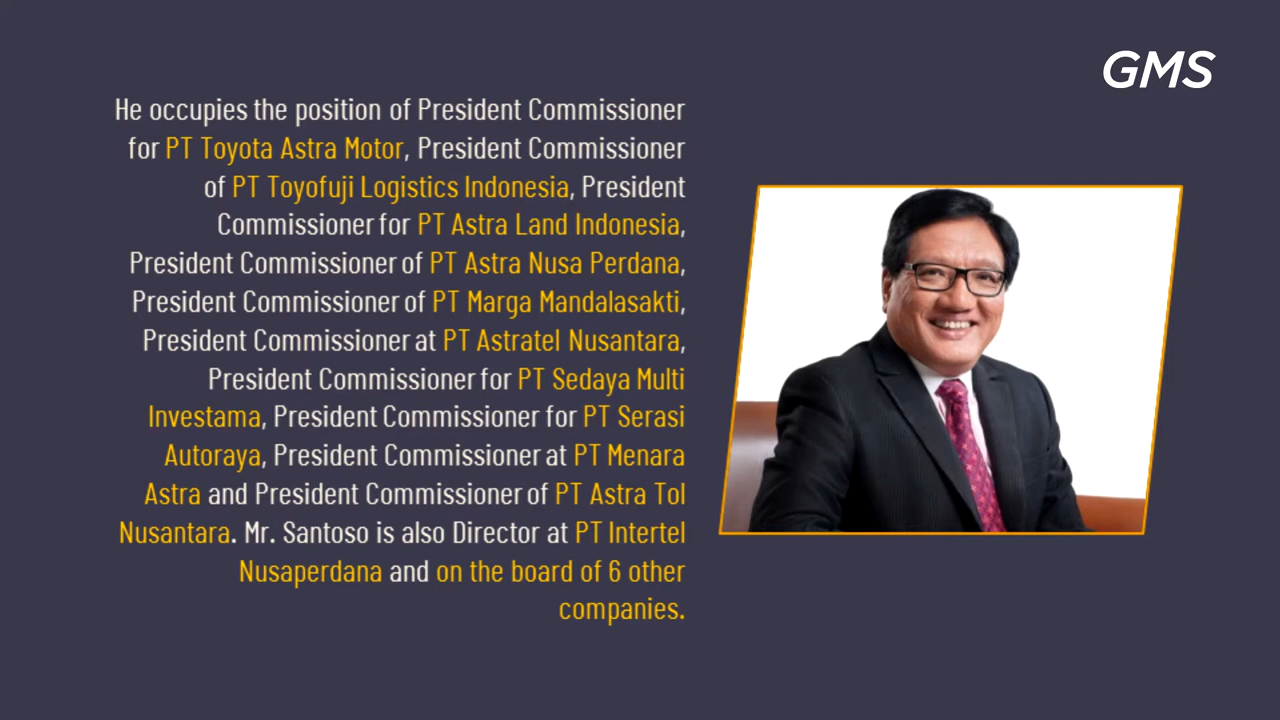 GMS
He occupies the position of President Commissioner
for PT Toyota Astra Motor, President Commissioner
of PT Toyofuji Logistics Indonesia, President
Commissioner for PT Astra Land Indonesia,
President Commissioner of PT Astra Nusa Perdana,
President Commissioner of PT Marga Mandalasakti,
President Commissioner at PT Astratel Nusantara,
President Commissioner for PT Sedaya Multi
Investama, President Commissioner for PT Serasi
Autoraya, President Commissioner at PT Menara
Astra and President Commissioner of PT Astra Tol
Nusantara. Mr. Santoso is also Director at PT Intertel
Nusaperdana and on the board of 6 other
companies.